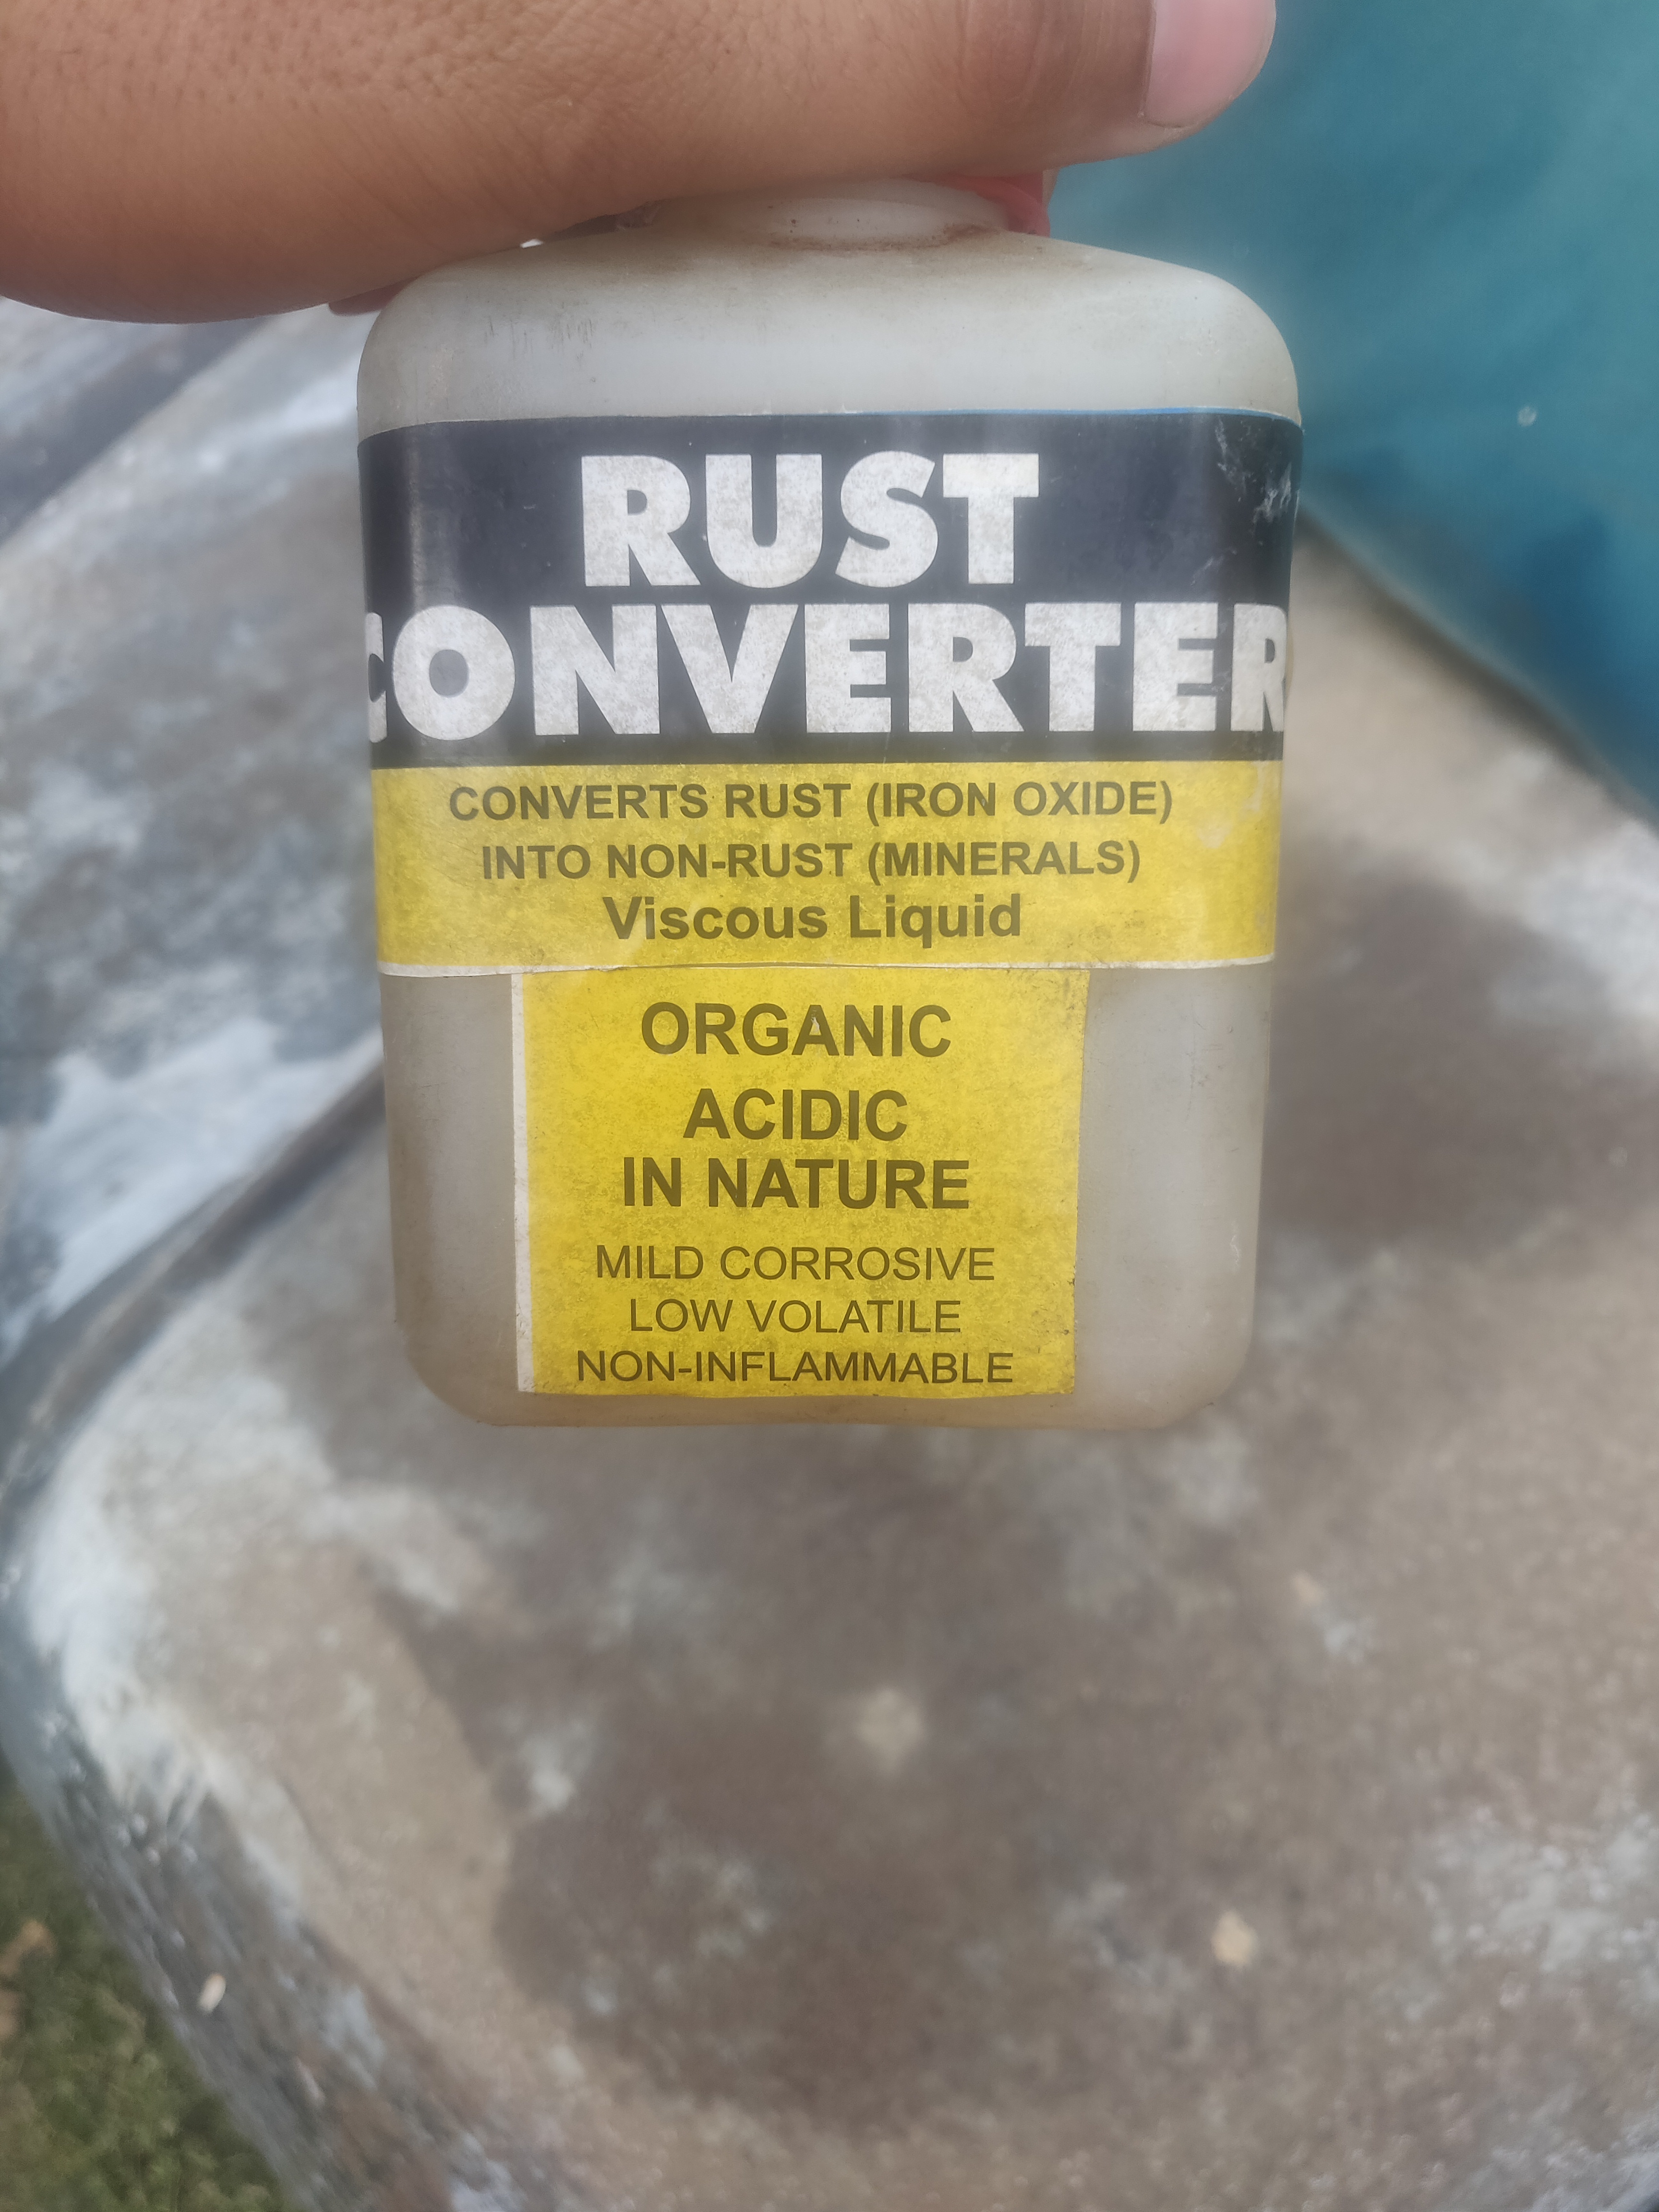 RUST
CONVERTER
CONVERTS RUST (IRON OXIDE)
INTO NON-RUST (MINERALS)
Viscous Liquid
ORGANIC
ACIDIC
IN NATURE
MILD CORROSIVE
LOW VOLATILE
NON-INFLAMMABLE